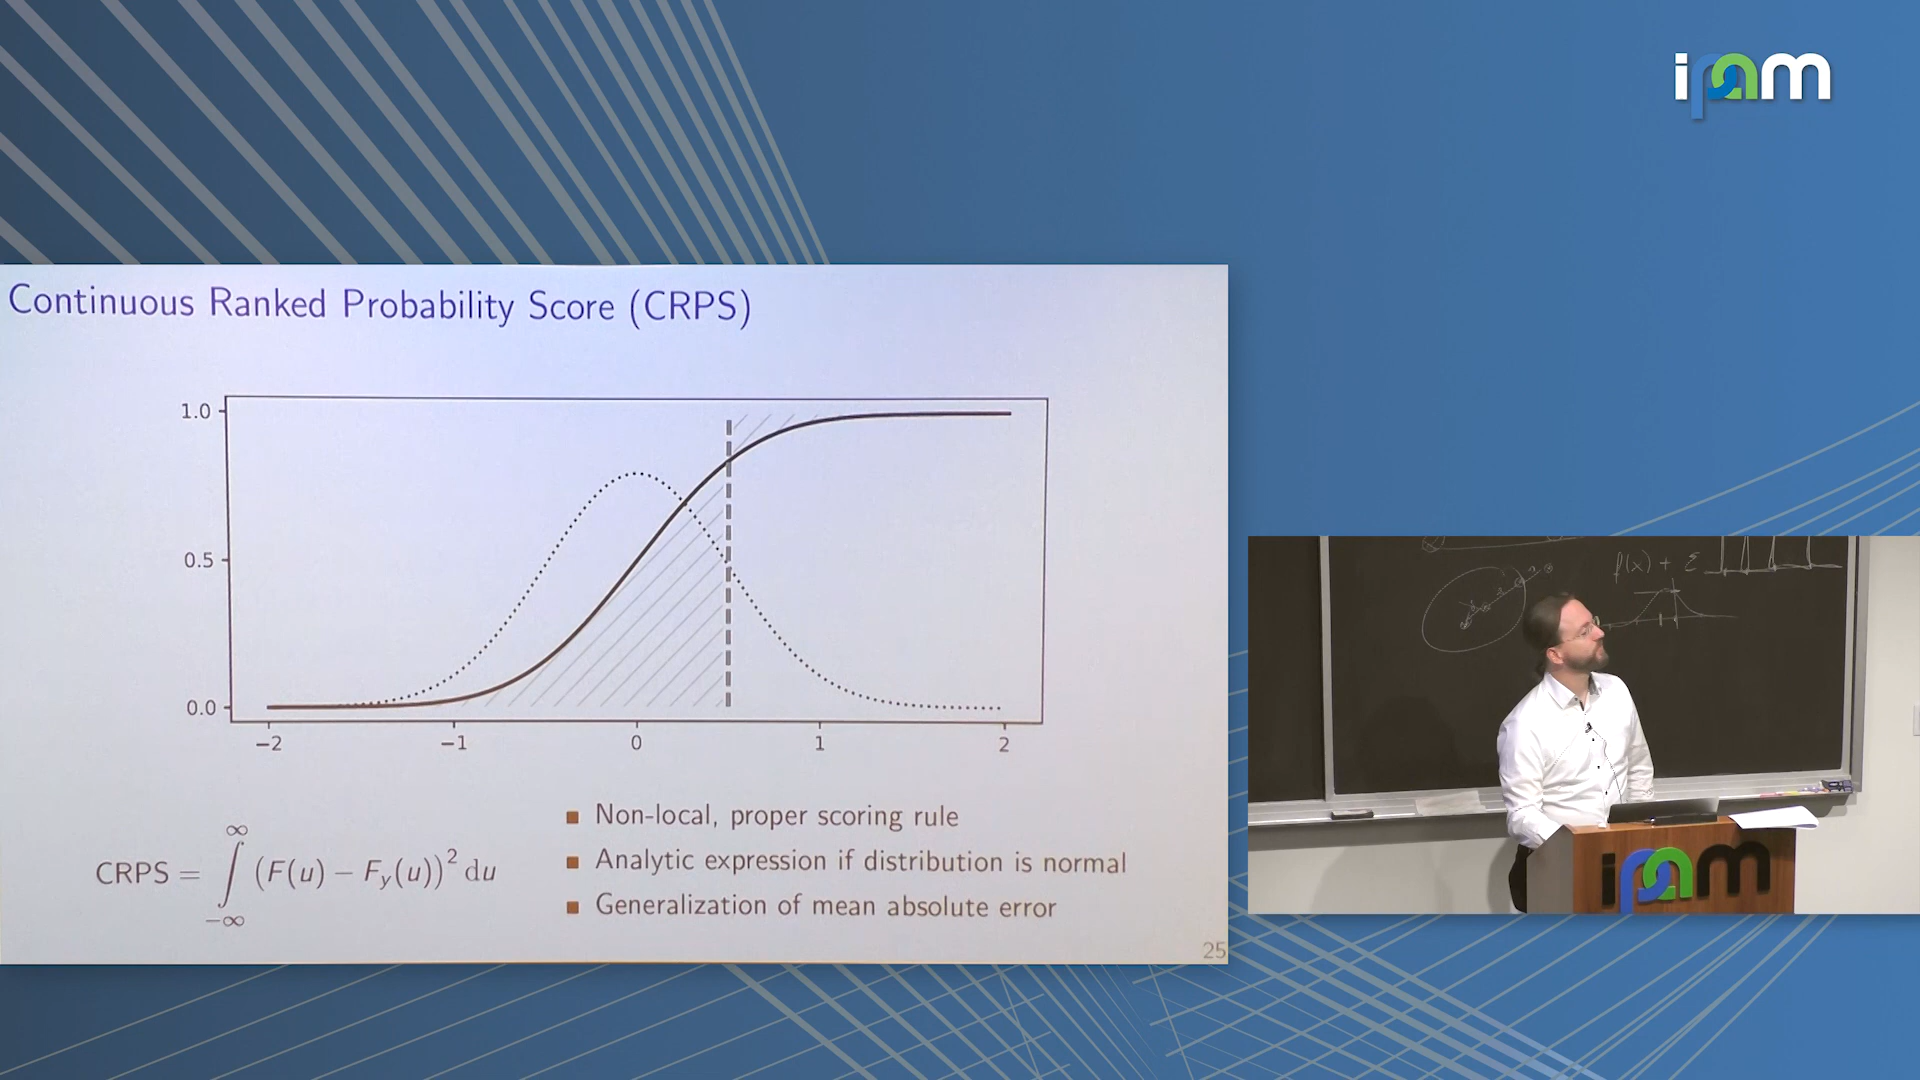 ipam
Continuous Ranked Probability Score (CRPS)
1.0
0.5
0.0
−2 −1 0 1 2
CRPS = ∫_{−∞}^{∞} (F(u) − F_y(u))² du
Non-local, proper scoring rule
Analytic expression if distribution is normal
Generalization of mean absolute error
25
f(x) + ε
ipam